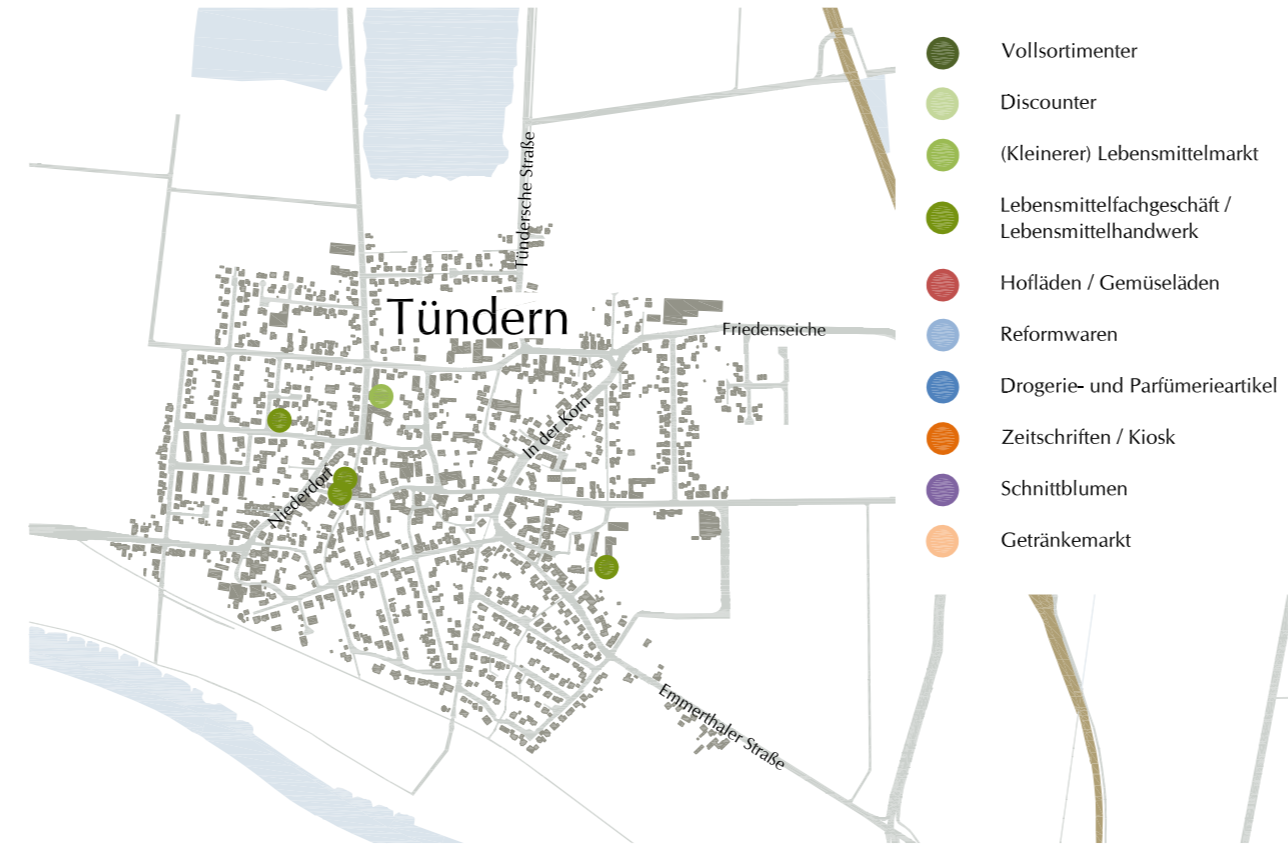 Tündersche Straße
Tündern
Friedenseiche
In der Korn
Niederdorf
Emmerthaler Straße
Vollsortimenter
Discounter
(Kleinerer) Lebensmittelmarkt
Lebensmittelfachgeschäft /
Lebensmittelhandwerk
Hofläden / Gemüseläden
Reformwaren
Drogerie- und Parfümerieartikel
Zeitschriften / Kiosk
Schnittblumen
Getränkemarkt